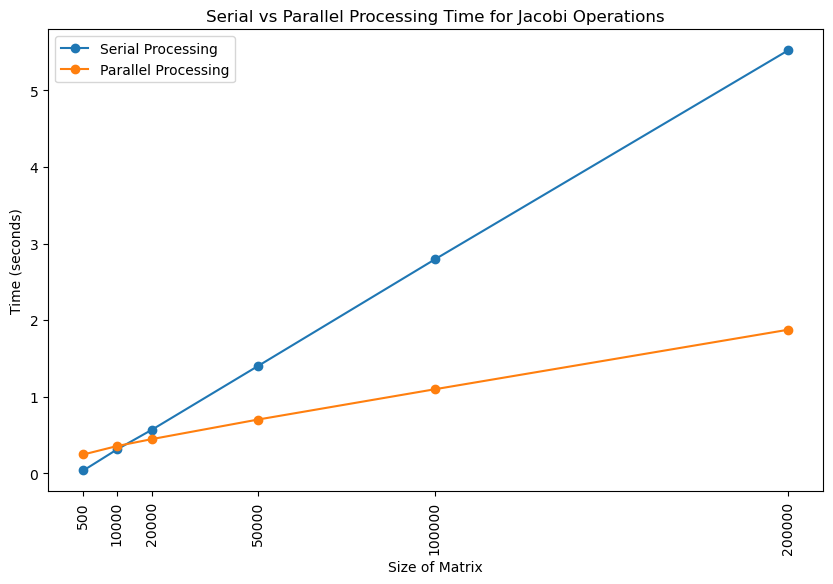 Serial vs Parallel Processing Time for Jacobi Operations
Serial Processing
Parallel Processing
Time (seconds)
5
4
3
2
1
0
500
10000
20000
50000
100000
200000
Size of Matrix